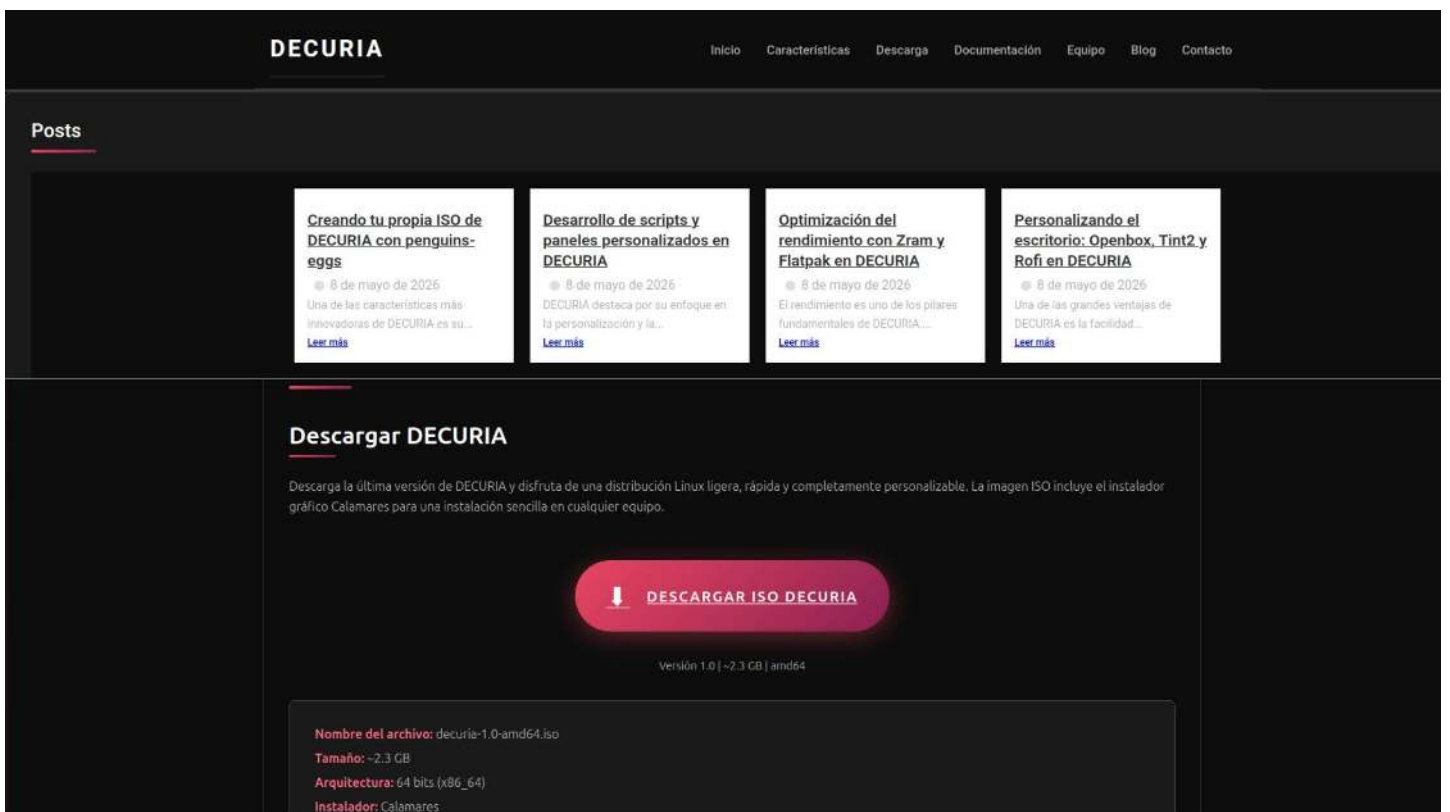 DECURIA
Inicio Características Descarga Documentación Equipo Blog Contacto
Posts
Creando tu propia ISO de
DECURIA con penguins-
eggs
8 de mayo de 2026
Una de las características más
innovadoras de DECURIA es su...
Leer más
Desarrollo de scripts y
paneles personalizados en
DECURIA
8 de mayo de 2026
DECURIA destaca por su enfoque en
la personalización y la...
Leer más
Optimización del
rendimiento con Zram y
Flatpak en DECURIA
8 de mayo de 2026
El rendimiento es uno de los pilares
fundamentales de DECURIA....
Leer más
Personalizando el
escritorio: Openbox, Tint2 y
Rofi en DECURIA
8 de mayo de 2026
Una de las grandes ventajas de
DECURIA es la facilidad...
Leer más
Descargar DECURIA
Descarga la última versión de DECURIA y disfruta de una distribución Linux ligera, rápida y completamente personalizable. La imagen ISO incluye el instalador
gráfico Calamares para una instalación sencilla en cualquier equipo.
DESCARGAR ISO DECURIA
Versión 1.0 | ~2.3 GB | amd64
Nombre del archivo: decuria-1.0-amd64.iso
Tamaño: ~2.3 GB
Arquitectura: 64 bits (x86_64)
Instalador: Calamares